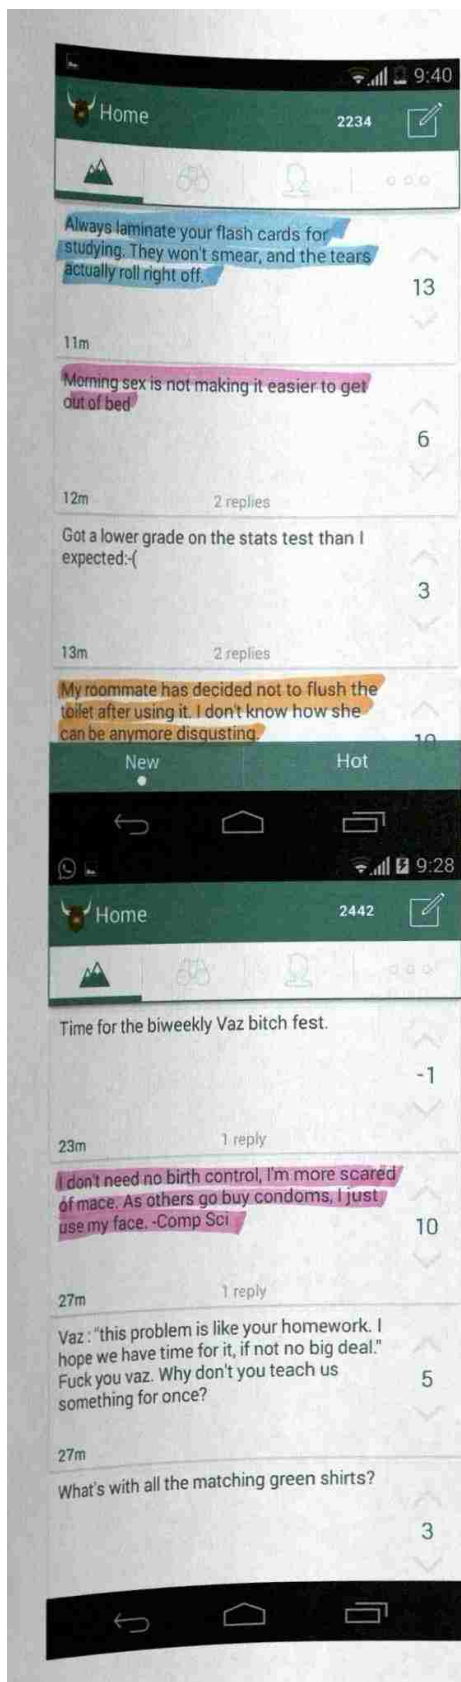 9:40
Home
2234
Always laminate your flash cards for
studying. They won't smear, and the tears
actually roll right off.
13
11m
Morning sex is not making it easier to get
out of bed
6
12m
2 replies
Got a lower grade on the stats test than I
expected:-(
3
13m
2 replies
My roommate has decided not to flush the
toilet after using it. I don't know how she
can be anymore disgusting.
New
Hot
9:28
Home
2442
Time for the biweekly Vaz bitch fest.
-1
23m
1 reply
I don't need no birth control, I'm more scared
of mace. As others go buy condoms, I just
use my face. -Comp Sci
10
27m
1 reply
Vaz : "this problem is like your homework. I
hope we have time for it, if not no big deal."
Fuck you vaz. Why don't you teach us
something for once?
5
27m
What's with all the matching green shirts?
3